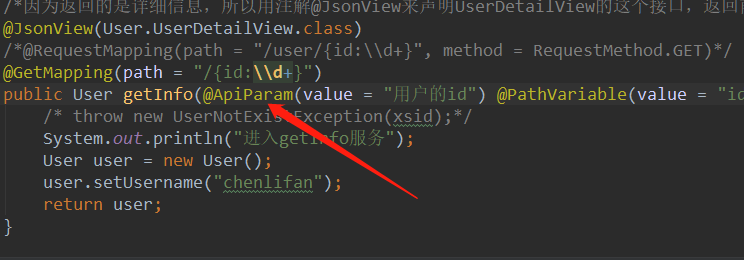 /*因为返回的是详细信息，所以用注解@JsonView来声明UserDetailView的这个接口，返回
@JsonView(User.UserDetailView.class)
/*@RequestMapping(path = "/user/{id:\\d+}", method = RequestMethod.GET)*/
@GetMapping(path = "/{id:\\d+}")
public User getInfo(@ApiParam(value = "用户的id") @PathVariable(value = "id
/* throw new UserNotExistException(xsid);*/
System.out.println("进入getinfo服务");
User user = new User();
user.setUsername("chenlifan");
return user;
}